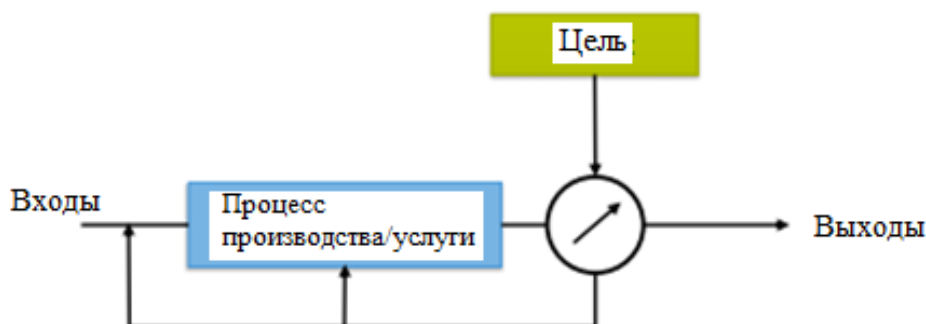 Цель
Входы
Процесс
производства/услуги
Выходы